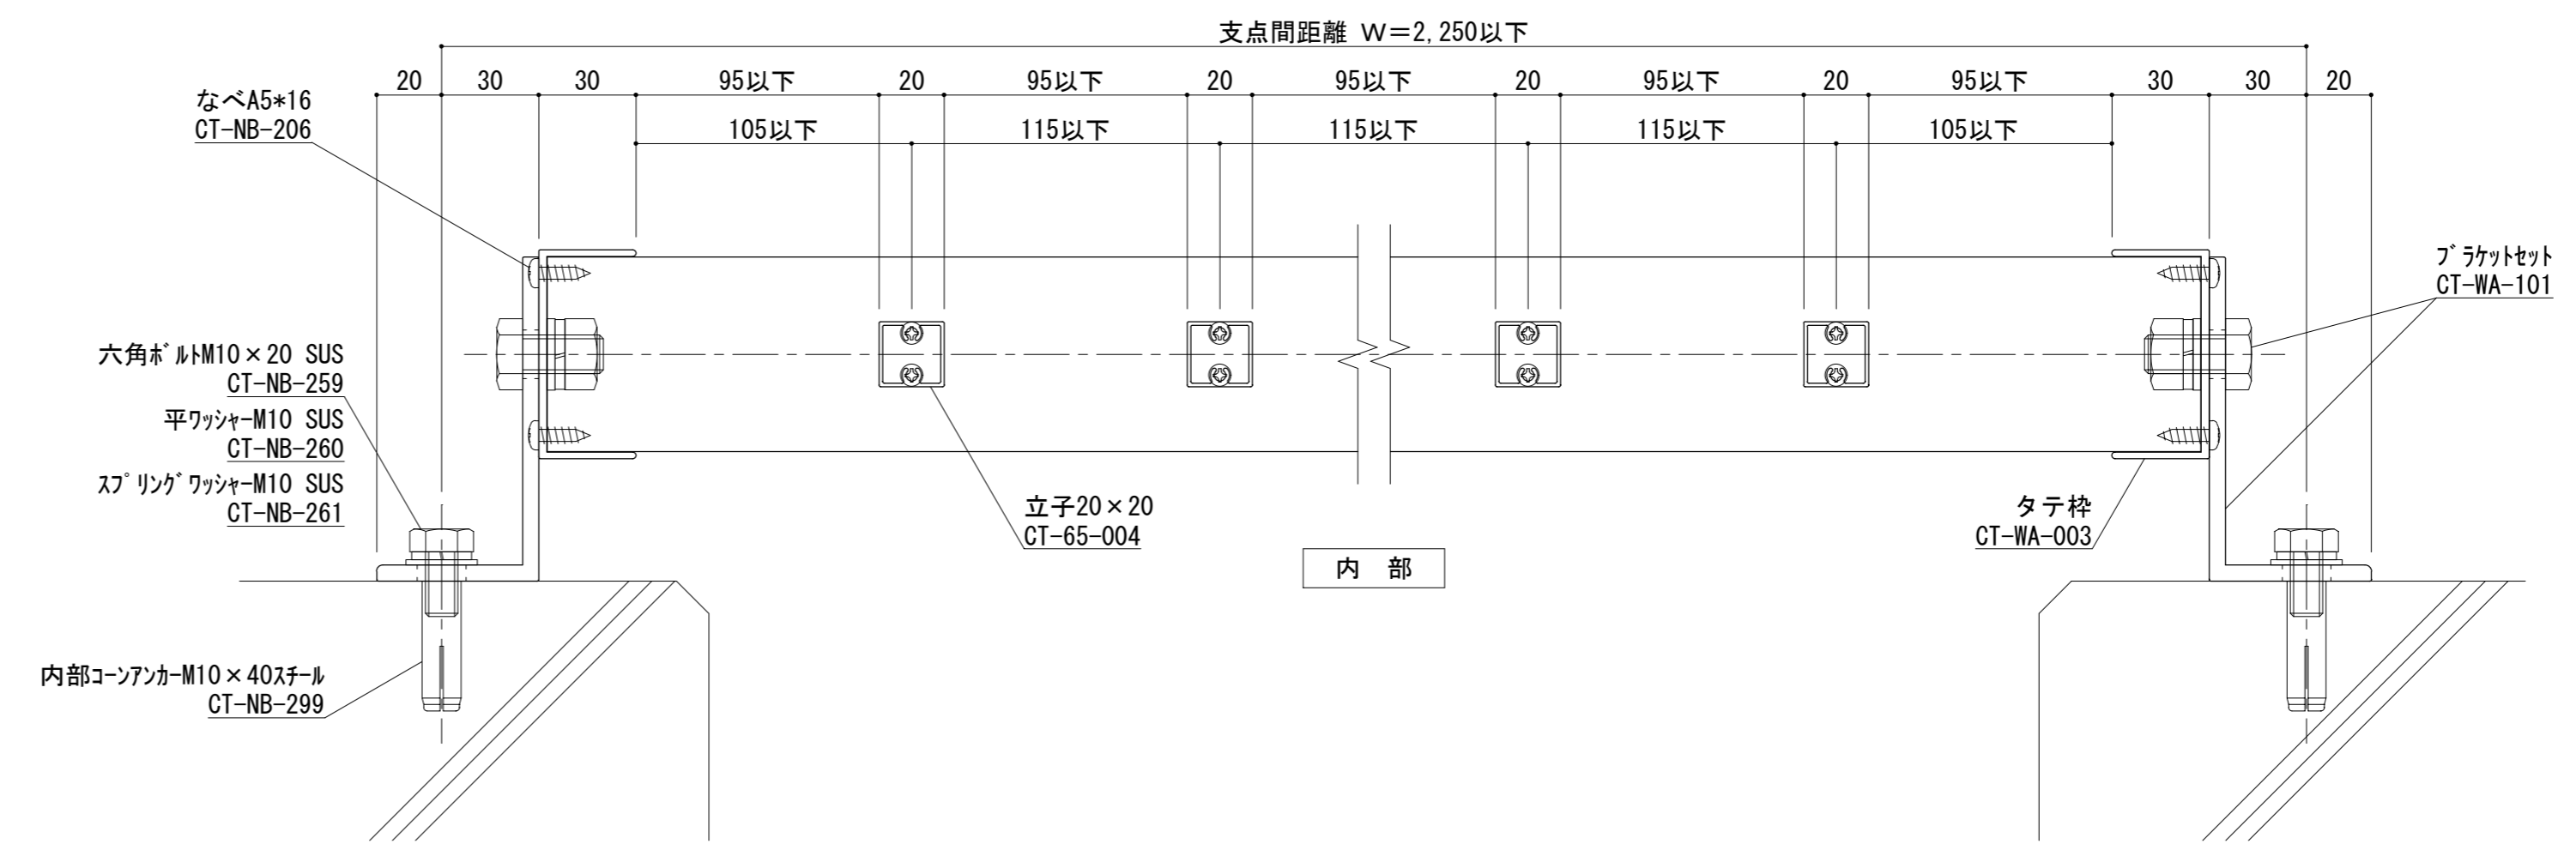 支点間距離 W=2,250以下
20 30 30 95以下 20 95以下 20 95以下 20 95以下 20 95以下 30 30 20
105以下 115以下 115以下 115以下 105以下
なべA5*16
CT-NB-206
ブラケットセット
CT-WA-101
六角ボルトM10×20 SUS
CT-NB-259
平ワッシャーM10 SUS
CT-NB-260
スプリングワッシャーM10 SUS
CT-NB-261
立子20×20
CT-65-004
タテ枠
CT-WA-003
内 部
内部コーンアンカーM10×40スチール
CT-NB-299